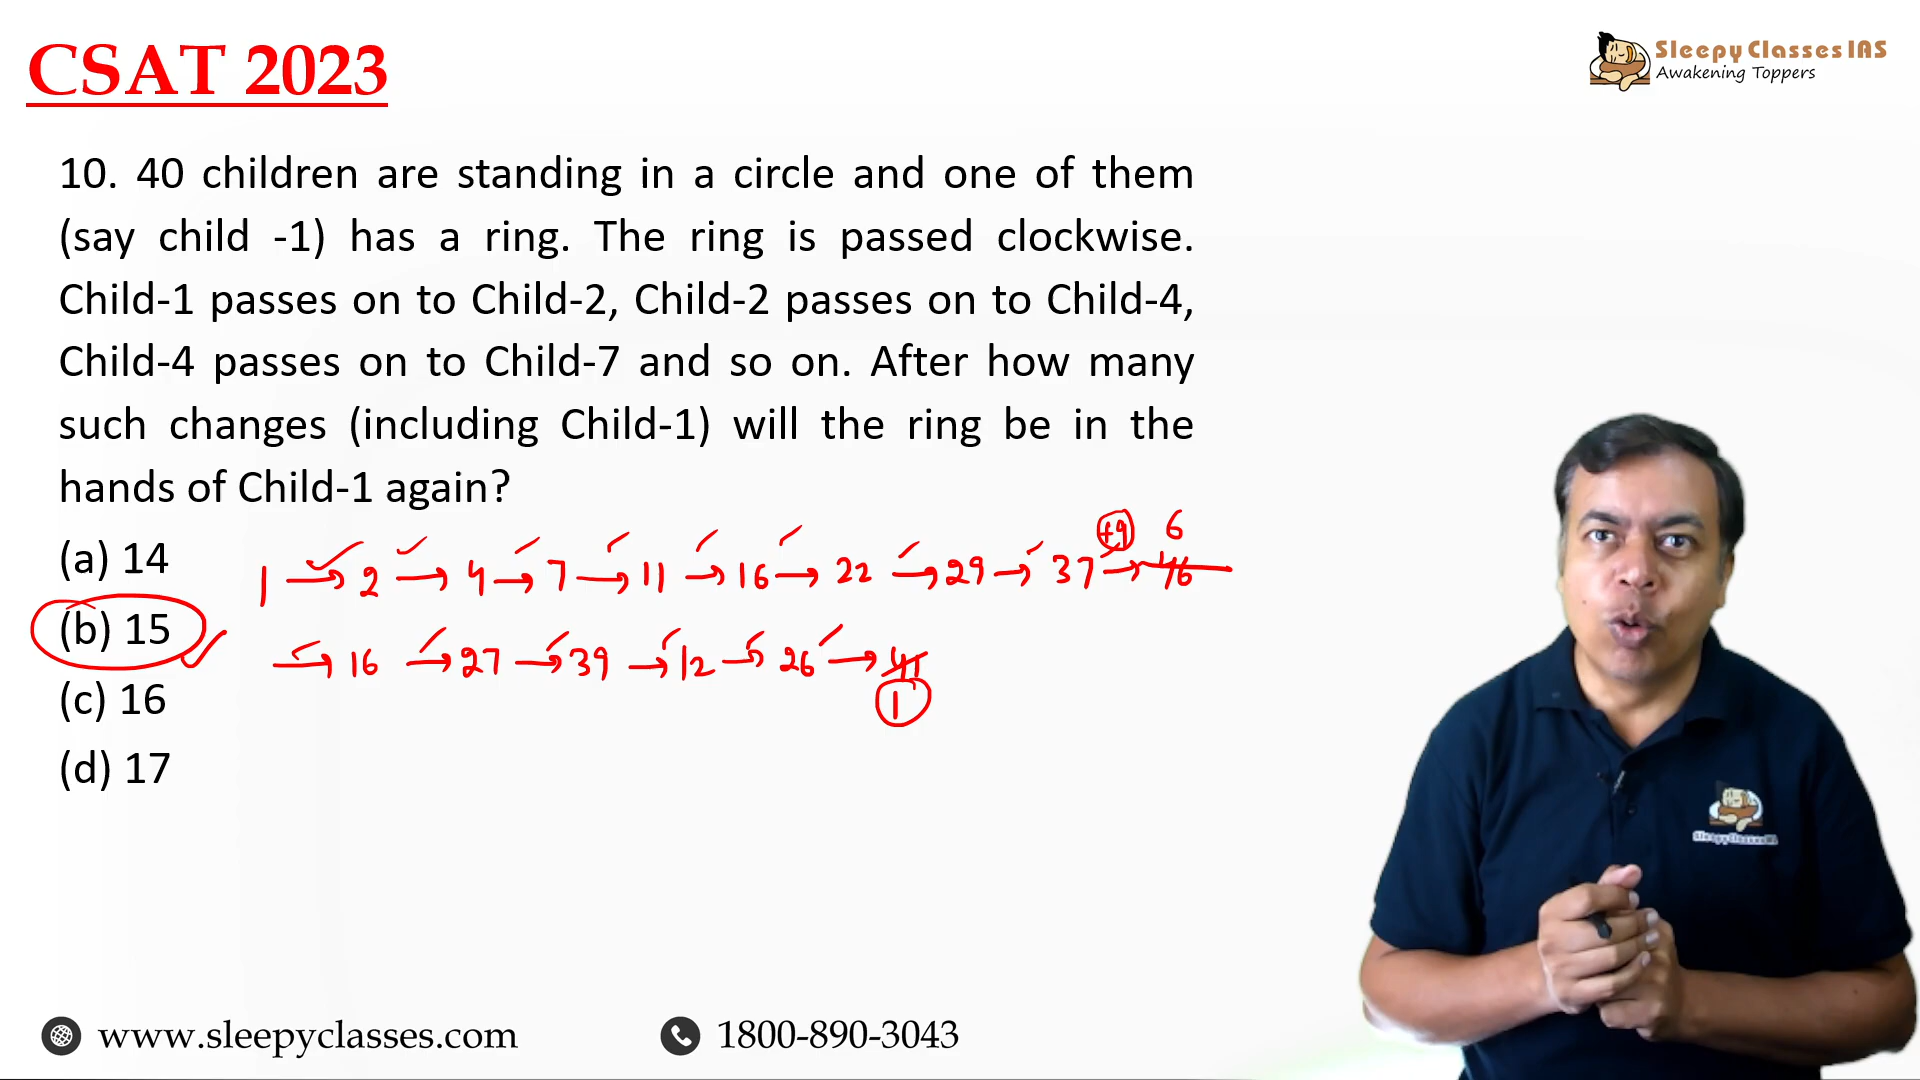 CSAT 2023
Sleepy Classes IAS
Awakening Toppers
10. 40 children are standing in a circle and one of them
(say child -1) has a ring. The ring is passed clockwise.
Child-1 passes on to Child-2, Child-2 passes on to Child-4,
Child-4 passes on to Child-7 and so on. After how many
such changes (including Child-1) will the ring be in the
hands of Child-1 again?
(a) 14
(b) 15
(c) 16
(d) 17
+9 6
1 → 2 → 4 → 7 → 11 → 16 → 22 → 29 → 37 → 46
→ 16 → 27 → 39 → 12 → 26 → 41
1
SleepyClasses IAS
www.sleepyclasses.com
1800-890-3043